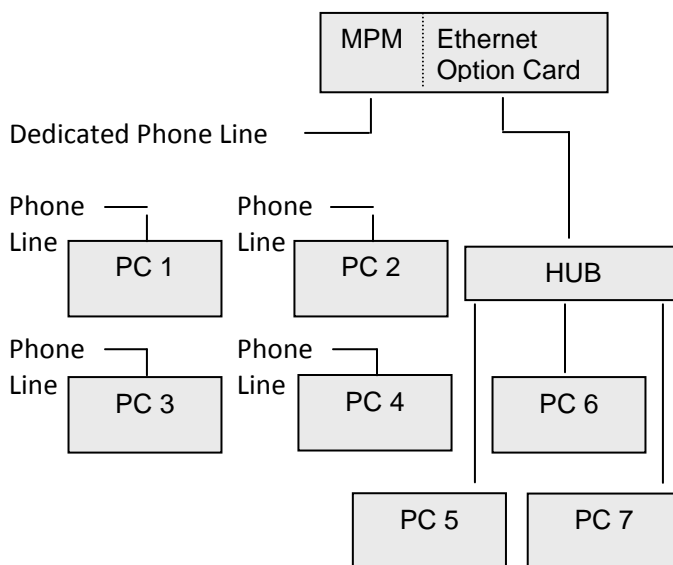 MPM
Ethernet
Option Card
Dedicated Phone Line
Phone
Line
PC 1
Phone
Line
PC 2
HUB
Phone
Line
PC 3
Phone
Line
PC 4
PC 6
PC 5
PC 7